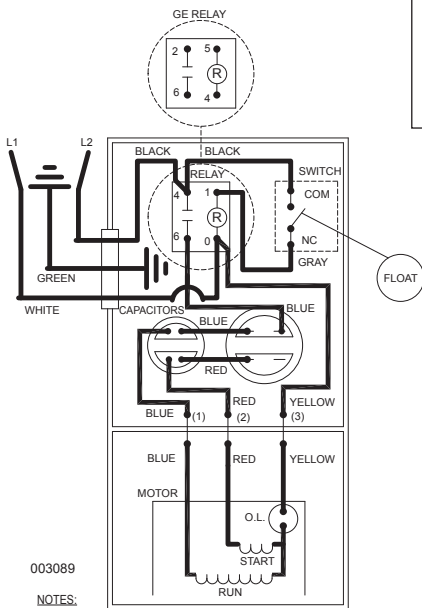 GE RELAY
2 5
R
6 4
L1 L2
BLACK BLACK
RELAY SWITCH
4 1 COM
R
6 0 NC
GRAY
FLOAT
GREEN
WHITE CAPACITORS BLUE
BLUE
RED
RED YELLOW
BLUE (1) (2) (3)
BLUE RED YELLOW
MOTOR
O.L.
START
003089 RUN
NOTES: